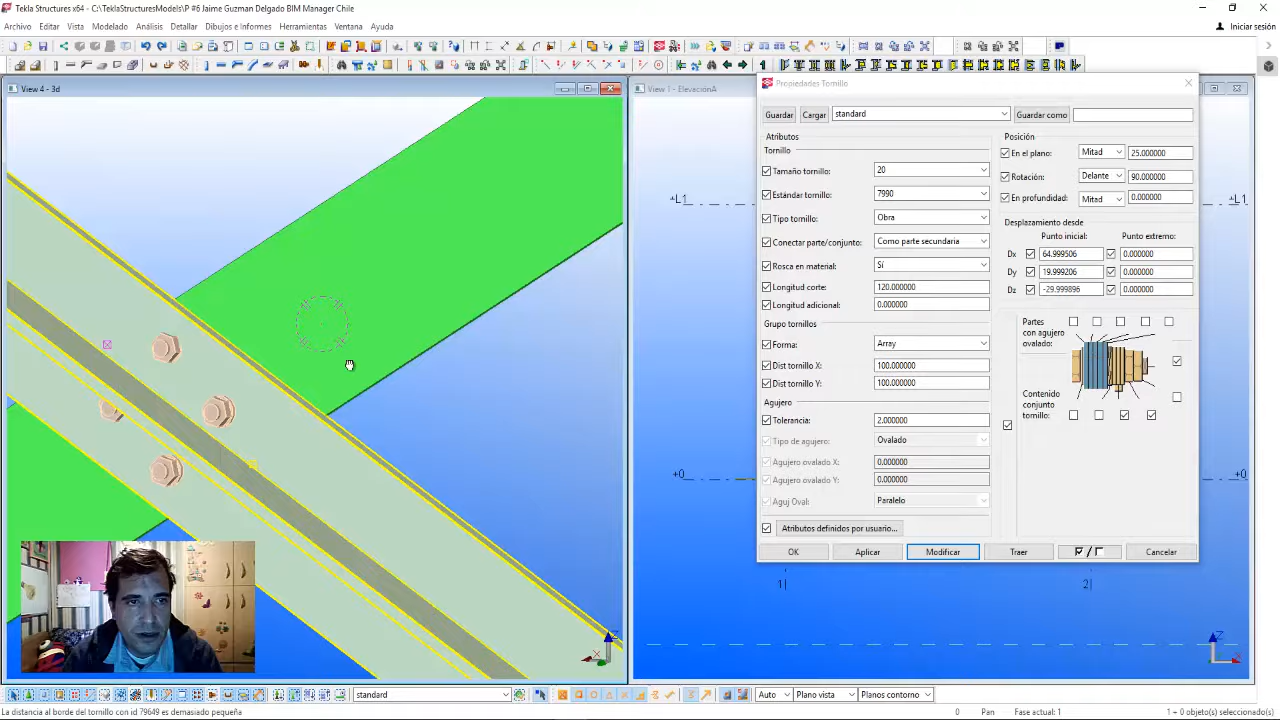 Tekla Structures x64 - C:\TeklaStructuresModels\P #6 Jaime Guzman Delgado BIM Manager Chile
Archivo Editar Vista Modelado Análisis Detallar Dibujos e Informes Herramientas Ventana Ayuda
Iniciar sesión
View 4 - 3d
View 1 - ElevaciónA
Propiedades Tornillo
Guardar Cargar standard Guardar como
Atributos
Tornillo
Tamaño tornillo: 20
Estándar tornillo: 7990
Tipo tornillo: Obra
Conectar parte/conjunto: Como parte secundaria
Rosca en material: Sí
Longitud corte: 120.000000
Longitud adicional: 0.000000
Grupo tornillos
Forma: Array
Dist tornillo X: 100.000000
Dist tornillo Y: 100.000000
Agujero
Tolerancia: 2.000000
Tipo de agujero: Ovalado
Agujero ovalado X: 0.000000
Agujero ovalado Y: 0.000000
Aguj Oval: Paralelo
Atributos definidos por usuario...
Posición
En el plano: Mitad 25.000000
Rotación: Delante 90.000000
En profundidad: Mitad 0.000000
Desplazamiento desde
Punto inicial: Punto extremo:
Dx 64.999506 0.000000
Dy 19.999206 0.000000
Dz -29.999896 0.000000
Partes
con agujero
ovalado:
Contenido
conjunto
tornillo:
OK Aplicar Modificar Traer / Cancelar
+L1 +L1
+0 +0
1 2
Z
X
Z
X
standard
Auto Plano vista Planos contorno
La distancia al borde del tornillo con id 79649 es demasiado pequeña
0 Pan Fase actual: 1 1 + 0 objeto(s) seleccionado(s)